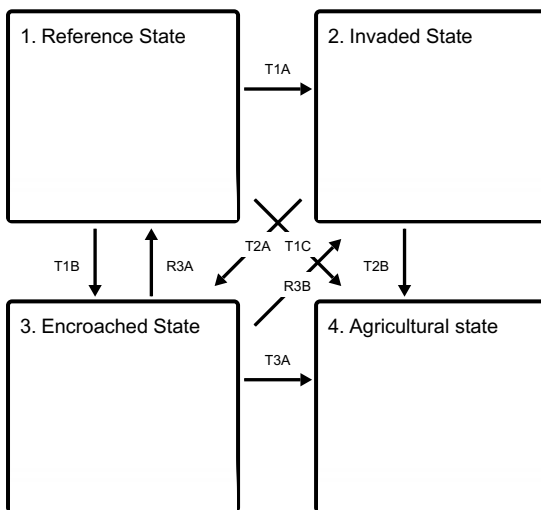 1. Reference State
2. Invaded State
T1A
T2A
T1C
T1B
R3A
T2B
R3B
3. Encroached State
4. Agricultural state
T3A